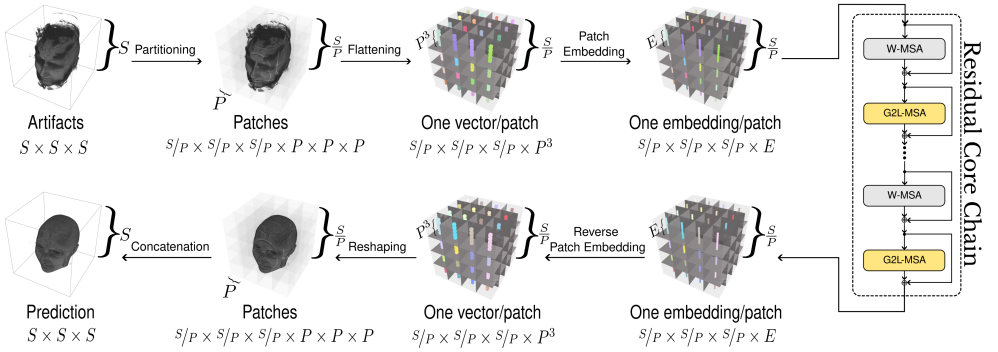 S
Partitioning
S/P
P
Flattening
P³
S/P
Patch
Embedding
E
S/P
Artifacts
S × S × S
Patches
S/P × S/P × S/P × P × P × P
One vector/patch
S/P × S/P × S/P × P³
One embedding/patch
S/P × S/P × S/P × E
W-MSA
G2L-MSA
W-MSA
G2L-MSA
Residual Core Chain
S
Concatenation
S/P
P
Reshaping
P³
S/P
Reverse
Patch Embedding
E
S/P
Prediction
S × S × S
Patches
S/P × S/P × S/P × P × P × P
One vector/patch
S/P × S/P × S/P × P³
One embedding/patch
S/P × S/P × S/P × E